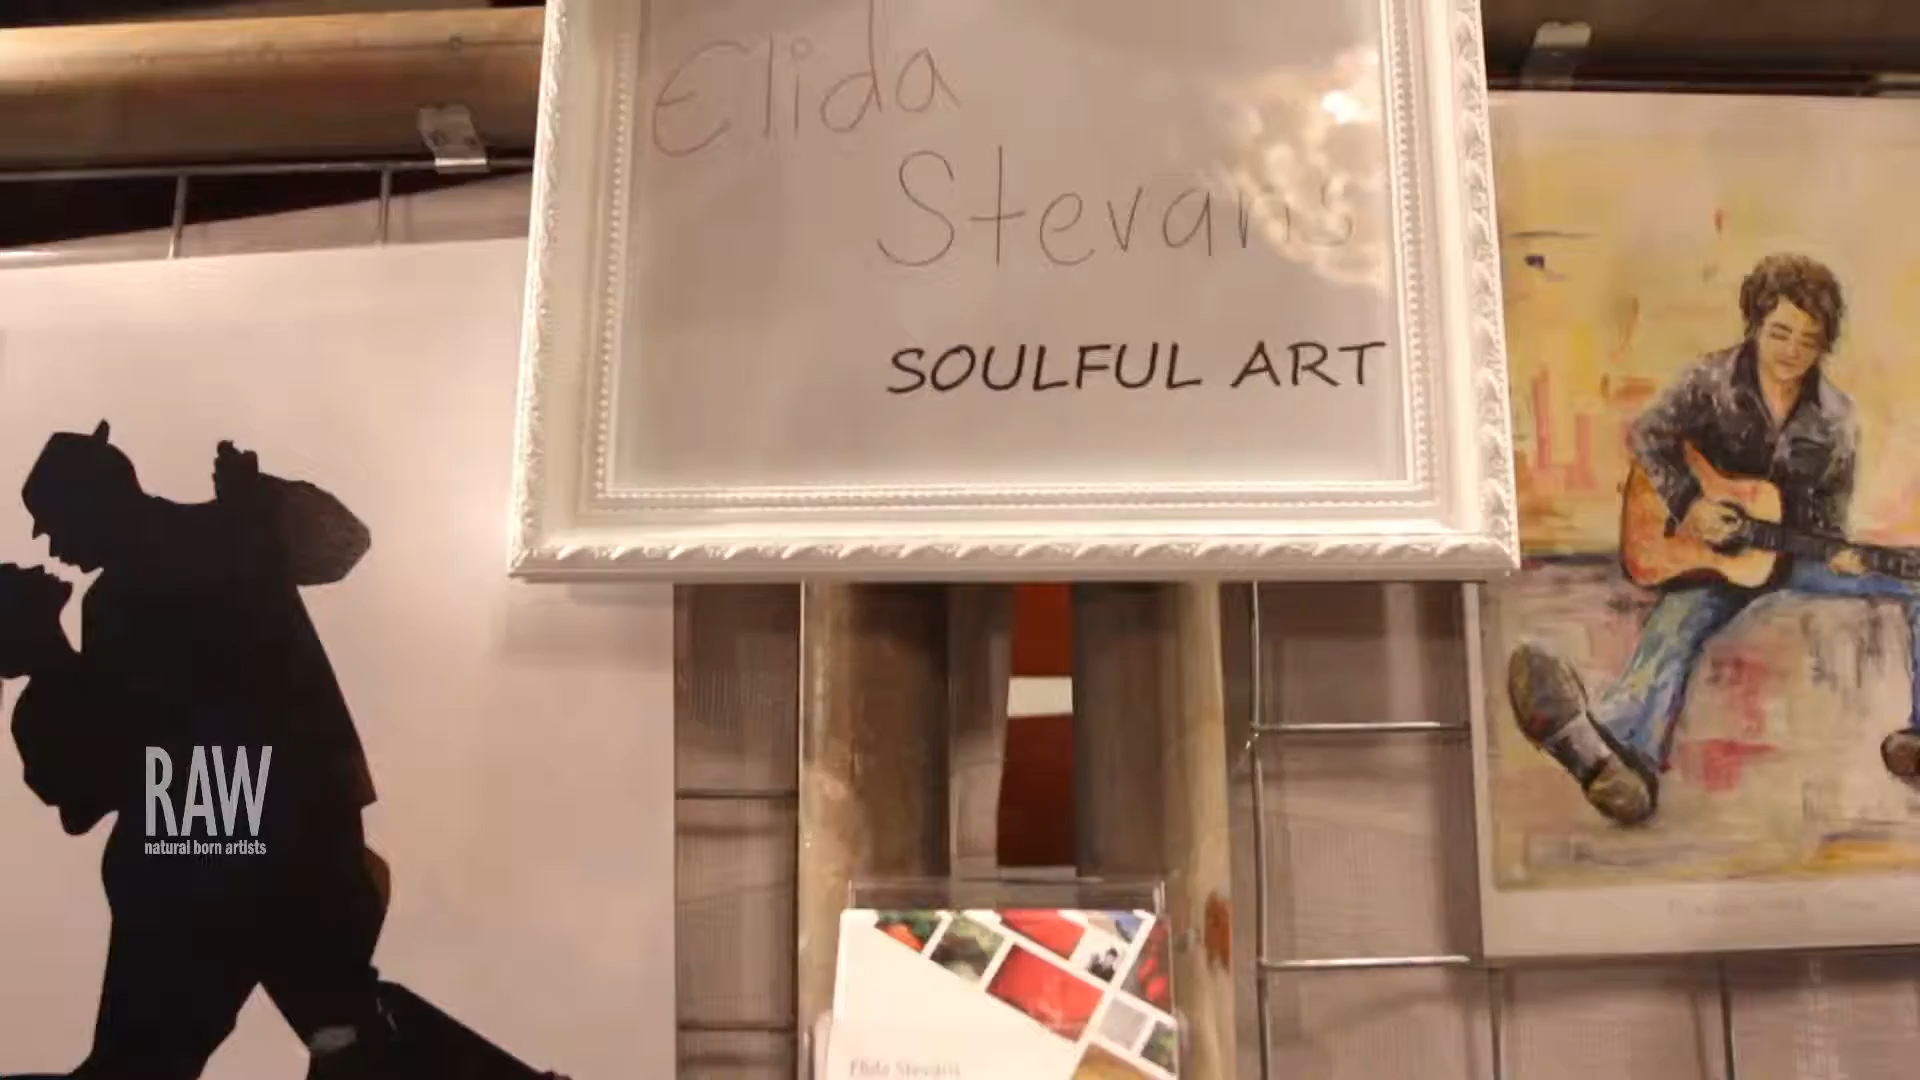 Elida
Stevans
SOULFUL ART
RAW
natural born artists
Elida Stevans